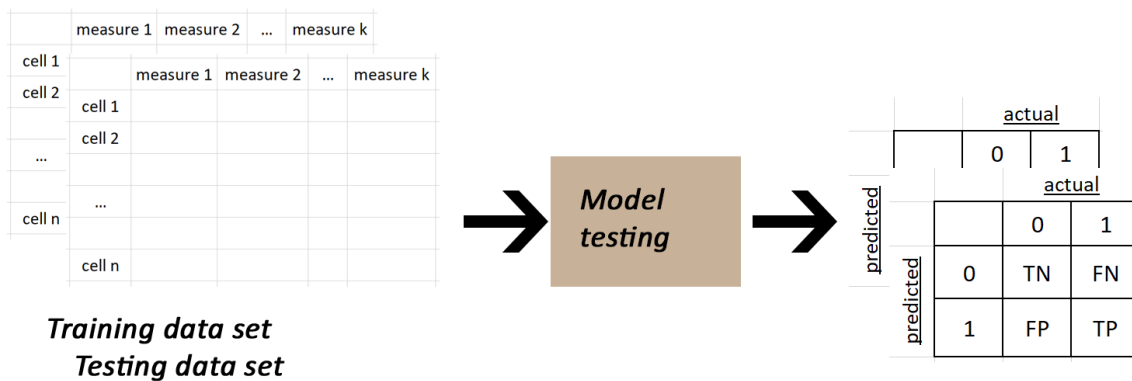 measure 1 measure 2 ... measure k
cell 1
cell 2
...
cell n
measure 1 measure 2 ... measure k
cell 1
cell 2
...
cell n
Training data set
Testing data set
Model
testing
actual
0 1
predicted
actual
0 1
predicted
0 TN FN
1 FP TP